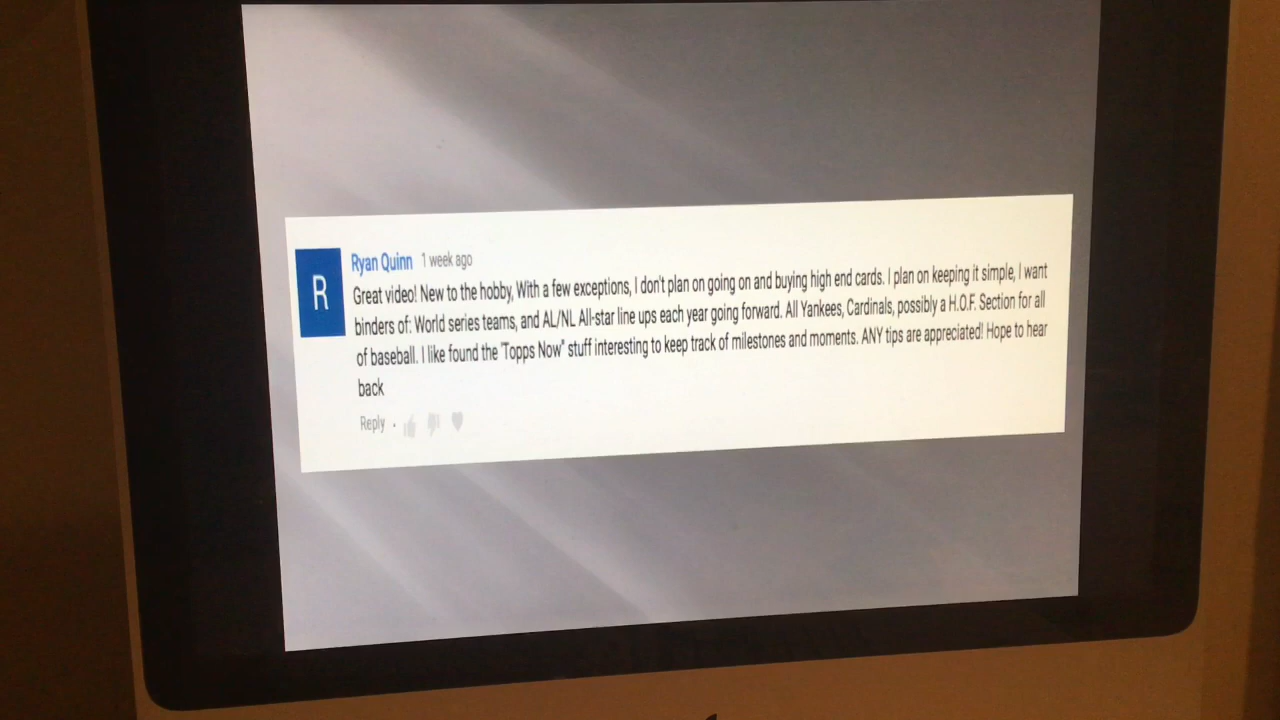 R
Ryan Quinn 1 week ago
Great video! New to the hobby, With a few exceptions, I don't plan on going on and buying high end cards. I plan on keeping it simple, I want
binders of: World series teams, and AL/NL All-star line ups each year going forward. All Yankees, Cardinals, possibly a H.O.F. Section for all
of baseball. I like found the "Topps Now" stuff interesting to keep track of milestones and moments. ANY tips are appreciated! Hope to hear
back
Reply